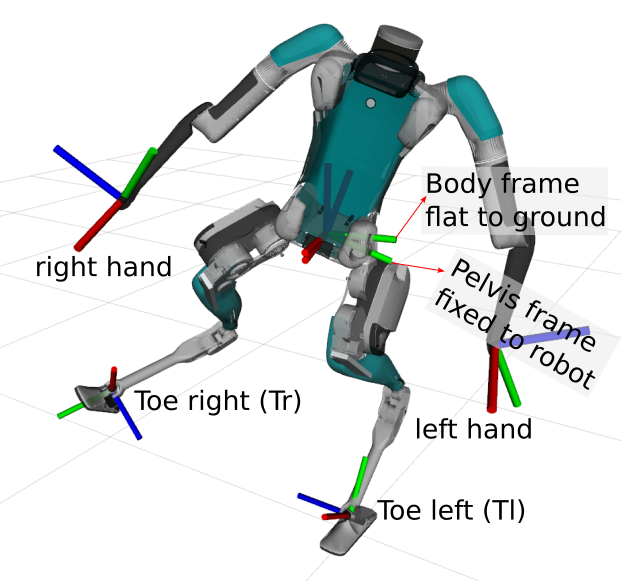 Body frame
flat to ground
Pelvis frame
fixed to robot
right hand
Toe right (Tr)
left hand
Toe left (Tl)